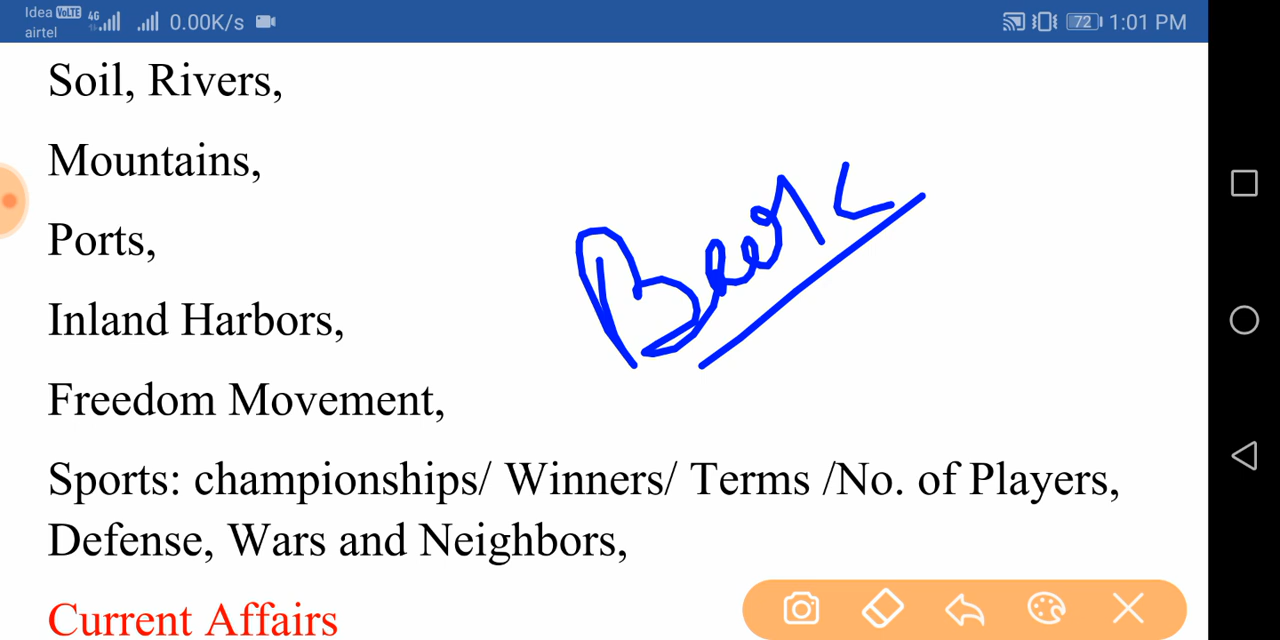 Idea VoLTE 4G 0.00K/s 72 1:01 PM
airtel
Soil, Rivers,
Mountains,
Ports,
Inland Harbors,
Freedom Movement,
Sports: championships/ Winners/ Terms /No. of Players,
Defense, Wars and Neighbors,
Current Affairs